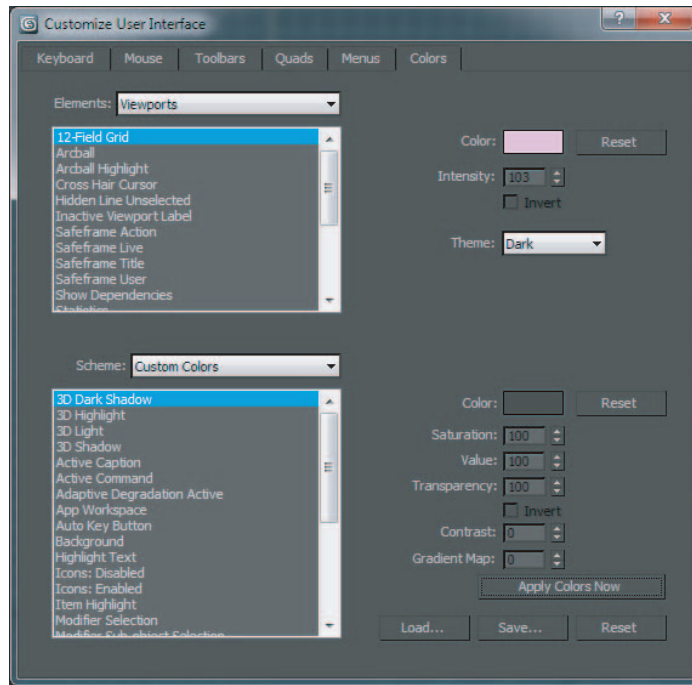 Customize User Interface
Keyboard Mouse Toolbars Quads Menus Colors
Elements: Viewports
12-Field Grid
Arcball
Arcball Highlight
Cross Hair Cursor
Hidden Line Unselected
Inactive Viewport Label
Safeframe Action
Safeframe Live
Safeframe Title
Safeframe User
Show Dependencies
Statistics
Color: Reset
Intensity: 103
Invert
Theme: Dark
Scheme: Custom Colors
3D Dark Shadow
3D Highlight
3D Light
3D Shadow
Active Caption
Active Command
Adaptive Degradation Active
App Workspace
Auto Key Button
Background
Highlight Text
Icons: Disabled
Icons: Enabled
Item Highlight
Modifier Selection
Modifier Sub-object Selection
Color: Reset
Saturation: 100
Value: 100
Transparency: 100
Invert
Contrast: 0
Gradient Map: 0
Apply Colors Now
Load... Save... Reset